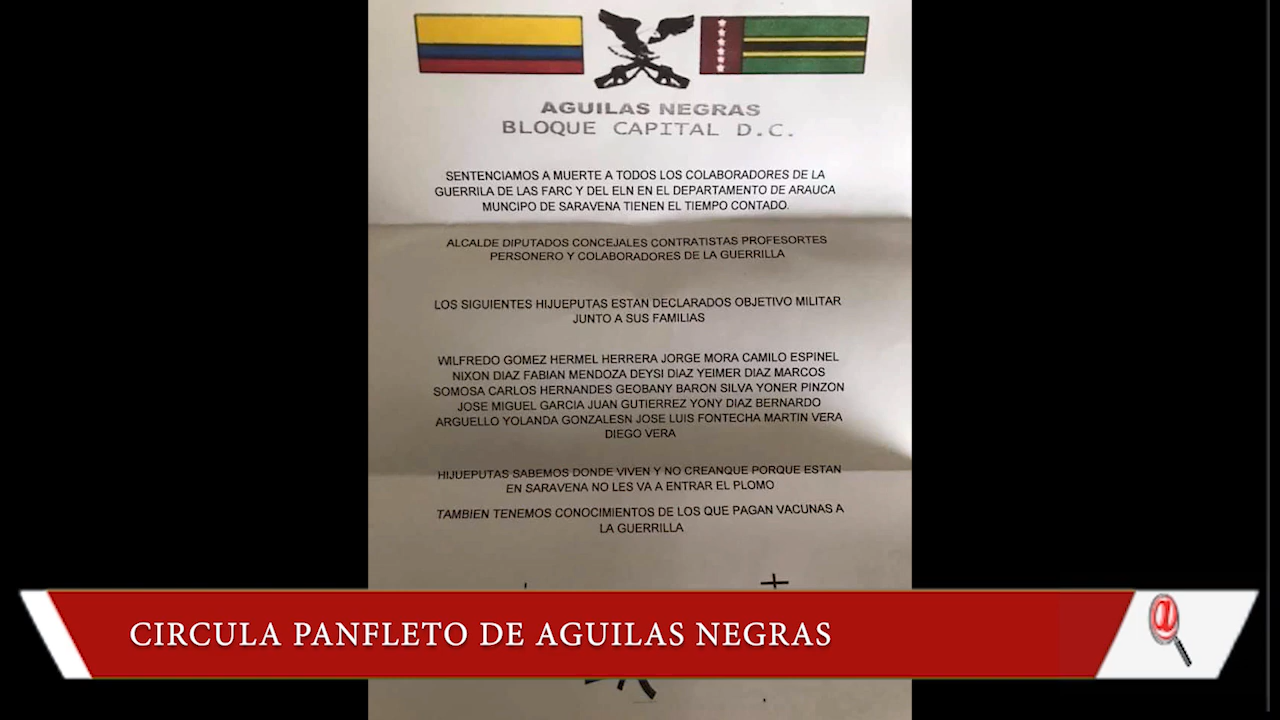 AGUILAS NEGRAS
BLOQUE CAPITAL D.C.
SENTENCIAMOS A MUERTE A TODOS LOS COLABORADORES DE LA
GUERRILA DE LAS FARC Y DEL ELN EN EL DEPARTAMENTO DE ARAUCA
MUNCIPO DE SARAVENA TIENEN EL TIEMPO CONTADO.
ALCALDE DIPUTADOS CONCEJALES CONTRATISTAS PROFESORTES
PERSONERO Y COLABORADORES DE LA GUERRILLA
LOS SIGUIENTES HIJUEPUTAS ESTAN DECLARADOS OBJETIVO MILITAR
JUNTO A SUS FAMILIAS
WILFREDO GOMEZ HERMEL HERRERA JORGE MORA CAMILO ESPINEL
NIXON DIAZ FABIAN MENDOZA DEYSI DIAZ YEIMER DIAZ MARCOS
SOMOSA CARLOS HERNANDES GEOBANY BARON SILVA YONER PINZON
JOSE MIGUEL GARCIA JUAN GUTIERREZ YONY DIAZ BERNARDO
ARGUELLO YOLANDA GONZALESN JOSE LUIS FONTECHA MARTIN VERA
DIEGO VERA
HIJUEPUTAS SABEMOS DONDE VIVEN Y NO CREANQUE PORQUE ESTAN
EN SARAVENA NO LES VA A ENTRAR EL PLOMO
TAMBIEN TENEMOS CONOCIMIENTOS DE LOS QUE PAGAN VACUNAS A
LA GUERRILLA
CIRCULA PANFLETO DE AGUILAS NEGRAS
@